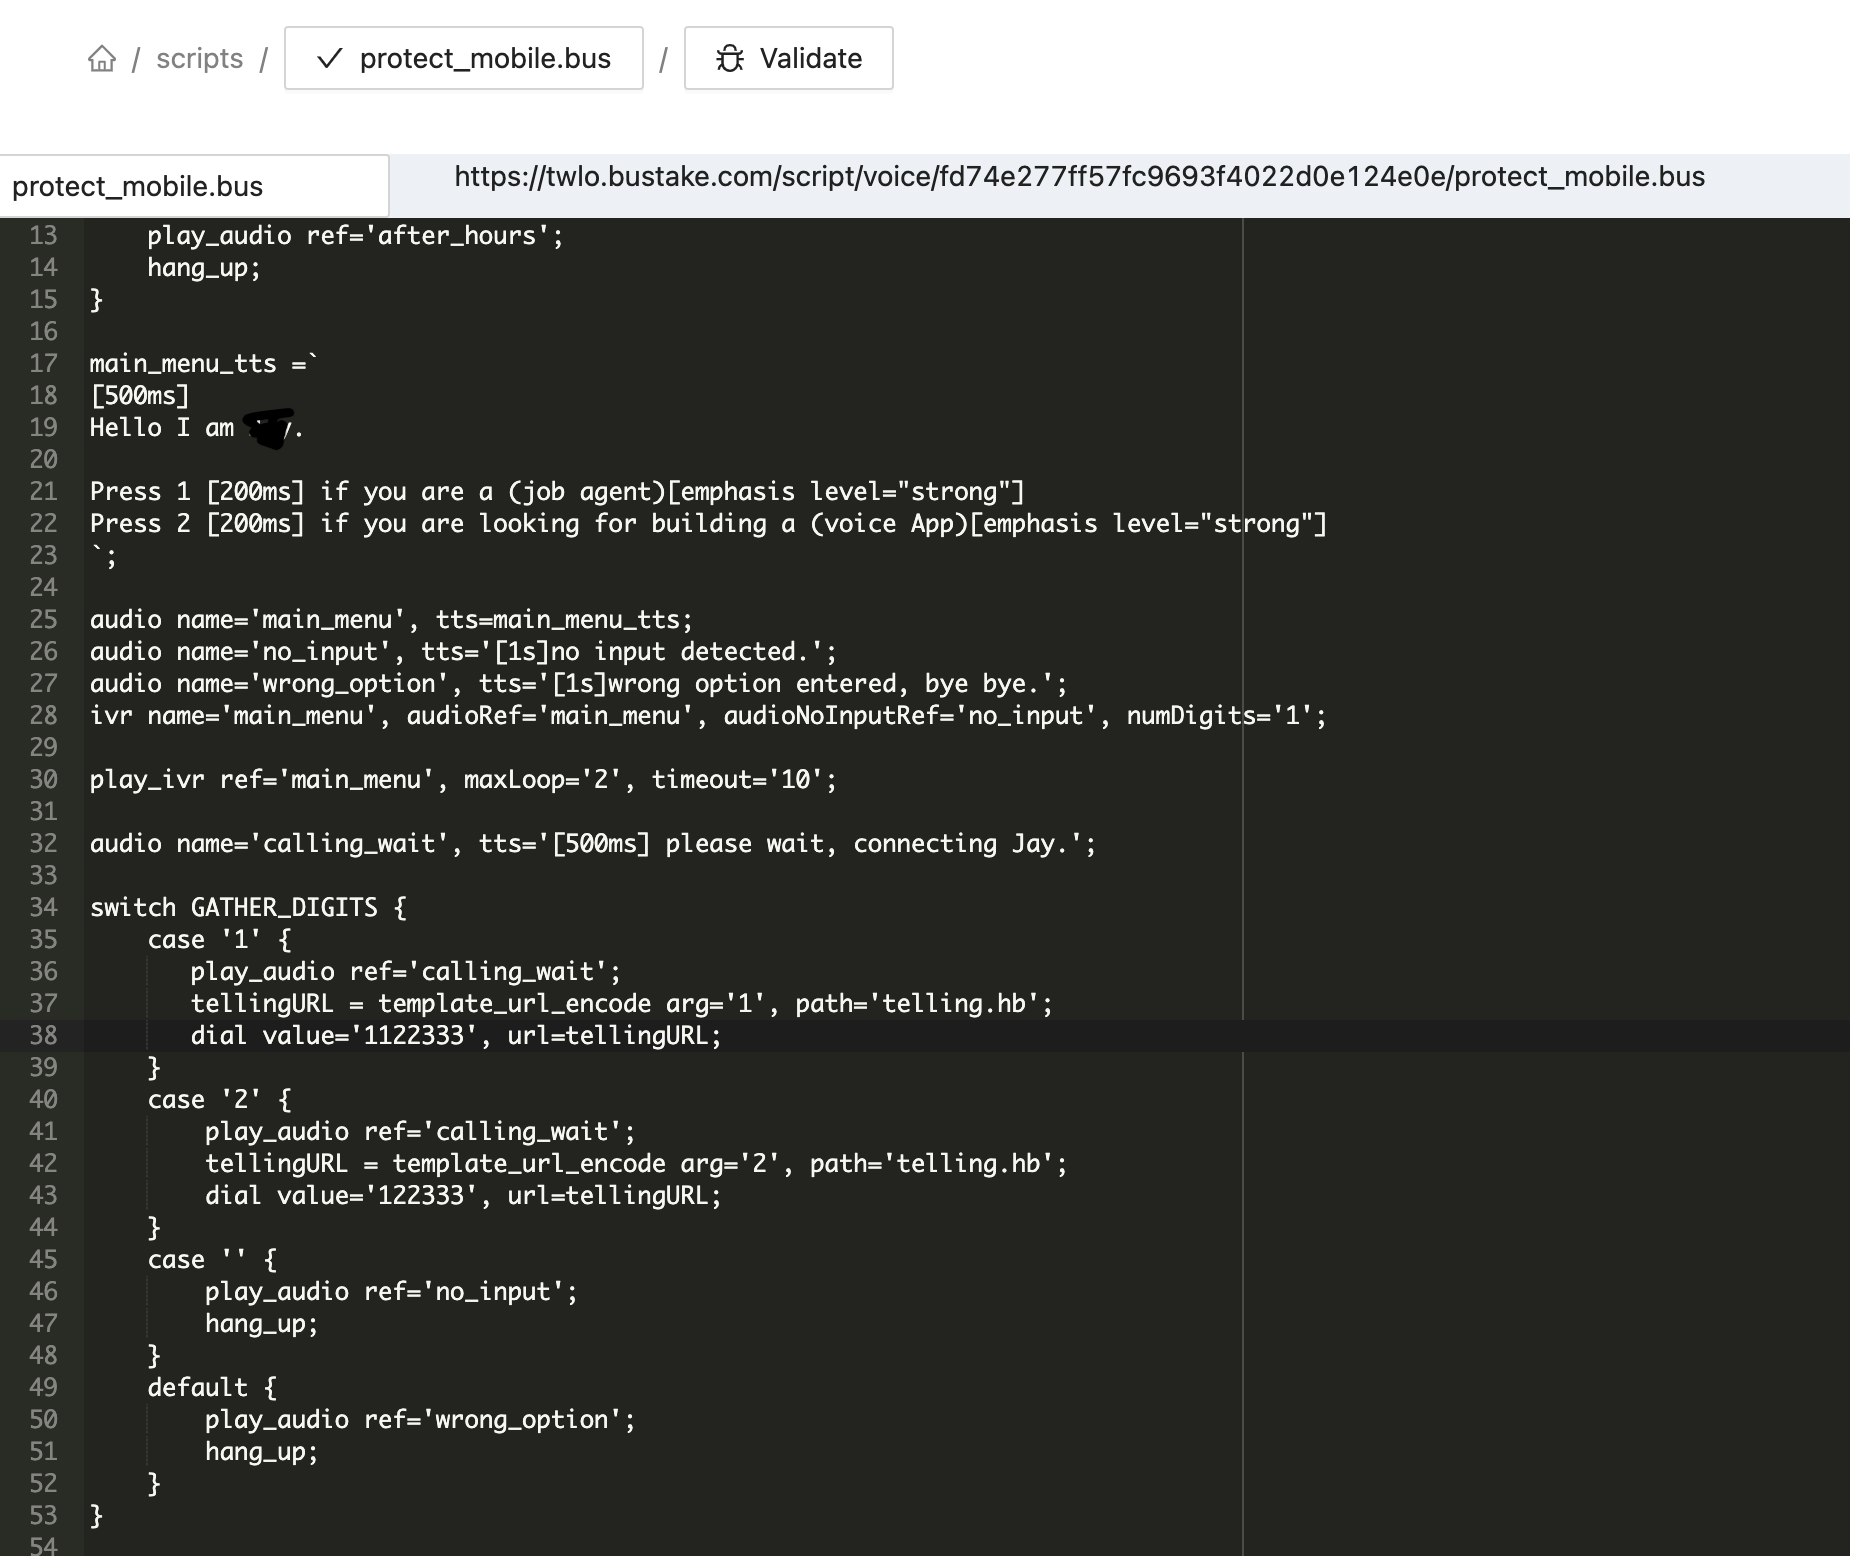 / scripts / protect_mobile.bus / Validate
protect_mobile.bus https://twlo.bustake.com/script/voice/fd74e277ff57fc9693f4022d0e124e0e/protect_mobile.bus
13     play_audio ref='after_hours';
14     hang_up;
15 }
16
17 main_menu_tts =`
18 [500ms]
19 Hello I am
20
21 Press 1 [200ms] if you are a (job agent)[emphasis level="strong"]
22 Press 2 [200ms] if you are looking for building a (voice App)[emphasis level="strong"]
23 `;
24
25 audio name='main_menu', tts=main_menu_tts;
26 audio name='no_input', tts='[1s]no input detected.';
27 audio name='wrong_option', tts='[1s]wrong option entered, bye bye.';
28 ivr name='main_menu', audioRef='main_menu', audioNoInputRef='no_input', numDigits='1';
29
30 play_ivr ref='main_menu', maxLoop='2', timeout='10';
31
32 audio name='calling_wait', tts='[500ms] please wait, connecting Jay.';
33
34 switch GATHER_DIGITS {
35     case '1' {
36        play_audio ref='calling_wait';
37        tellingURL = template_url_encode arg='1', path='telling.hb';
38        dial value='1122333', url=tellingURL;
39     }
40     case '2' {
41         play_audio ref='calling_wait';
42         tellingURL = template_url_encode arg='2', path='telling.hb';
43         dial value='122333', url=tellingURL;
44     }
45     case '' {
46         play_audio ref='no_input';
47         hang_up;
48     }
49     default {
50         play_audio ref='wrong_option';
51         hang_up;
52     }
53 }
54